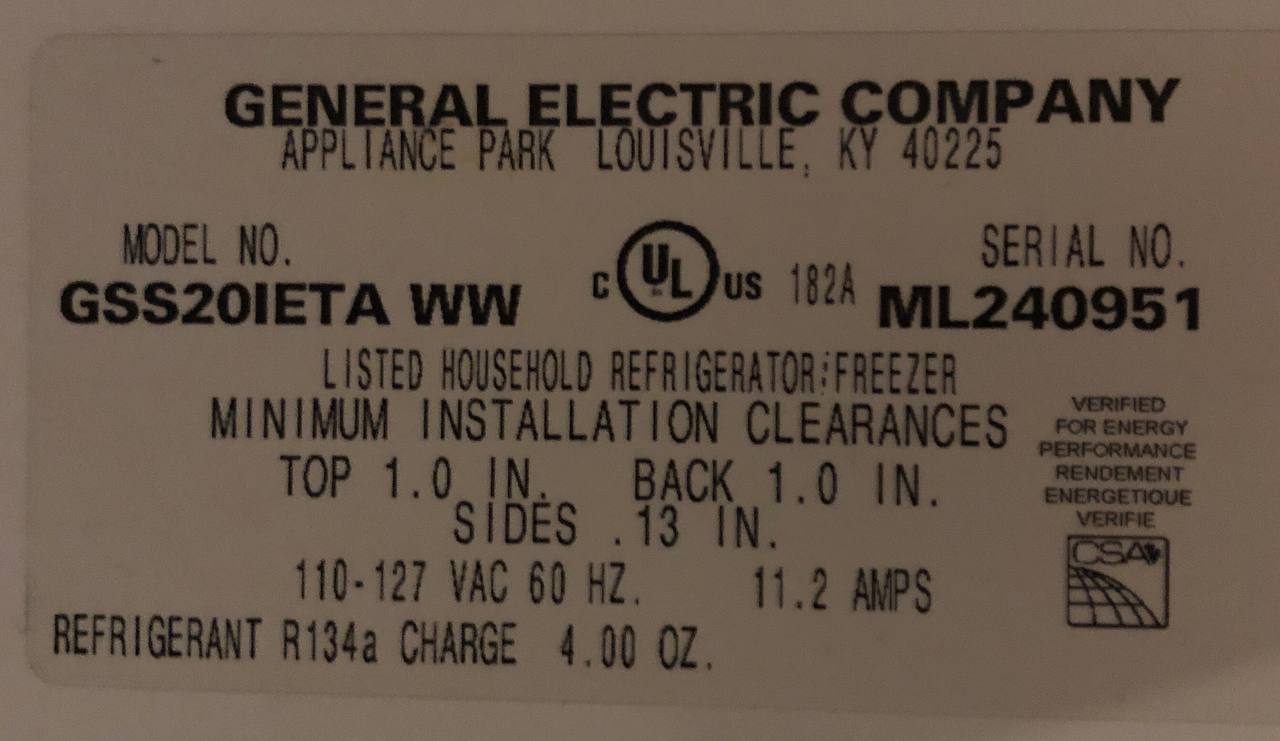 GENERAL ELECTRIC COMPANY
APPLIANCE PARK LOUISVILLE, KY 40225
MODEL NO.
GSS20IETA WW
C UL US 182A
SERIAL NO.
ML240951
LISTED HOUSEHOLD REFRIGERATOR/FREEZER
MINIMUM INSTALLATION CLEARANCES
TOP 1.0 IN. BACK 1.0 IN.
SIDES .13 IN.
110-127 VAC 60 HZ. 11.2 AMPS
REFRIGERANT R134a CHARGE 4.00 OZ.
VERIFIED
FOR ENERGY
PERFORMANCE
RENDEMENT
ENERGETIQUE
VERIFIE
CSA